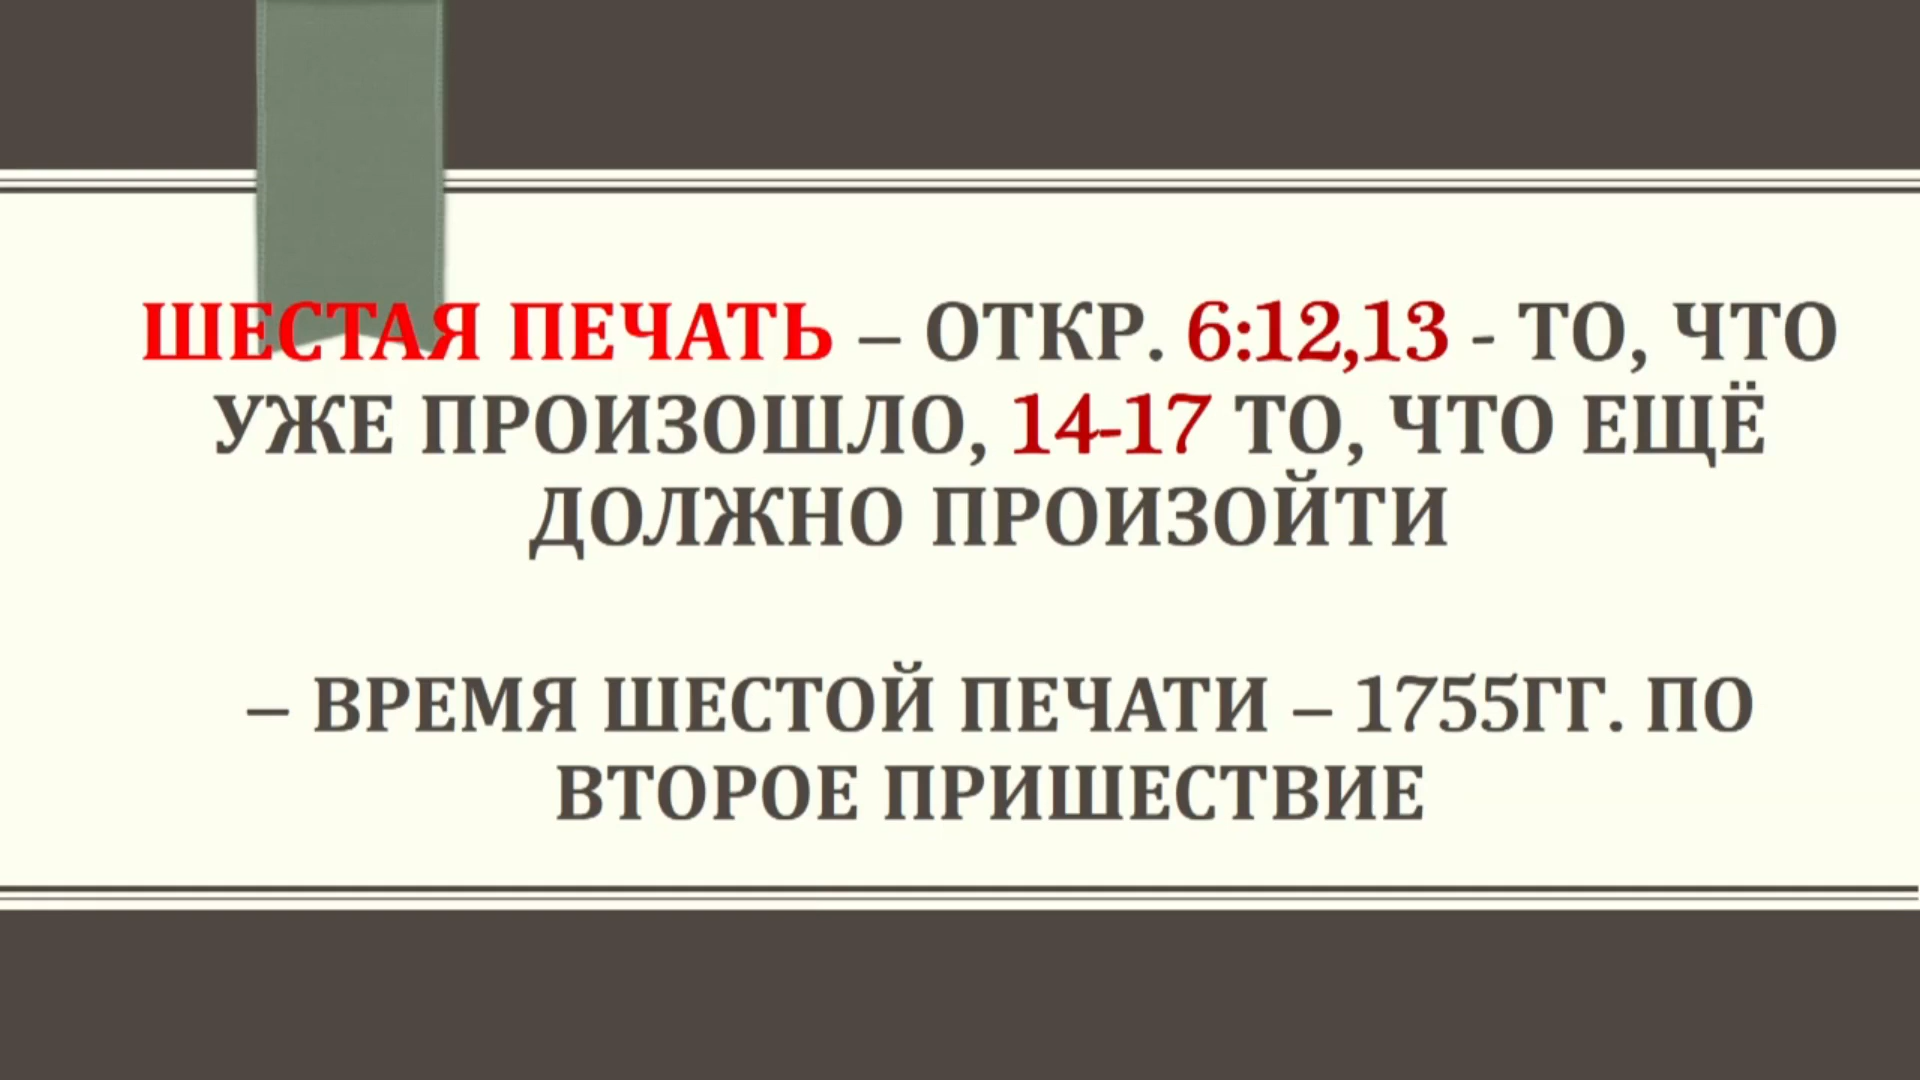 ШЕСТАЯ ПЕЧАТЬ – ОТКР. 6:12,13 - ТО, ЧТО
УЖЕ ПРОИЗОШЛО, 14-17 ТО, ЧТО ЕЩЁ
ДОЛЖНО ПРОИЗОЙТИ
– ВРЕМЯ ШЕСТОЙ ПЕЧАТИ – 1755ГГ. ПО
ВТОРОЕ ПРИШЕСТВИЕ